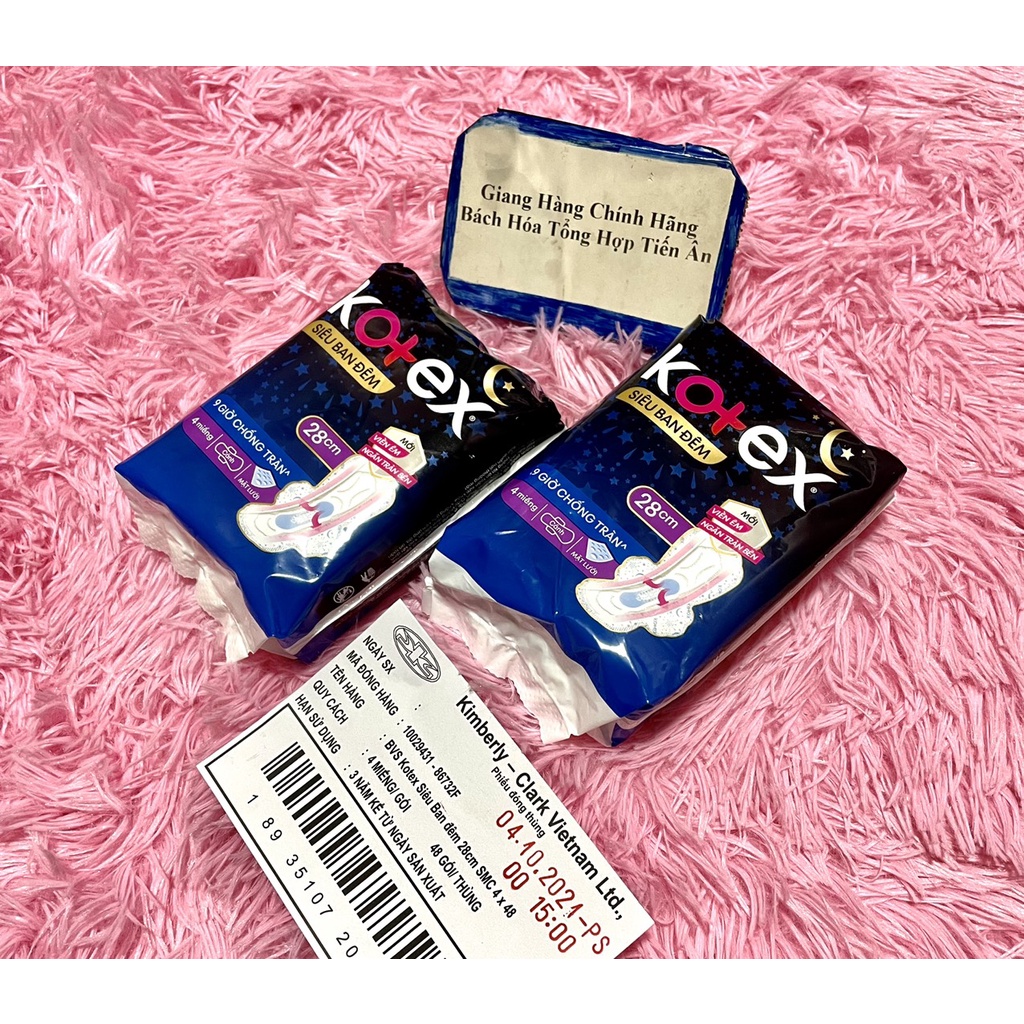 Giang Hàng Chính Hãng
Bách Hóa Tổng Hợp Tiến Ân
kotex
SIÊU BAN ĐÊM
9 GIỜ CHỐNG TRÀN^
28cm
4 miếng
Cánh
MẶT LƯỚI
MỚI
VIỀN ÊM
NGĂN TRÀN BÊN
kotex
SIÊU BAN ĐÊM
9 GIỜ CHỐNG TRÀN^
28cm
4 miếng
Cánh
MẶT LƯỚI
MỚI
VIỀN ÊM
NGĂN TRÀN BÊN
Kimberly – Clark Vietnam Ltd.,
Phiếu đóng thùng
04.10.2021-PS
00 15:00
NGÀY SX :
MÃ ĐÓNG HÀNG : 10029431 - 86732F
TÊN HÀNG : BVS Kotex Siêu Ban đêm 28cm SMC 4 x 48
QUY CÁCH : 4 MIẾNG/ GÓI 48 GÓI/ THÙNG
HẠN SỬ DỤNG : 3 NĂM KỂ TỪ NGÀY SẢN XUẤT
1 89 35107 20